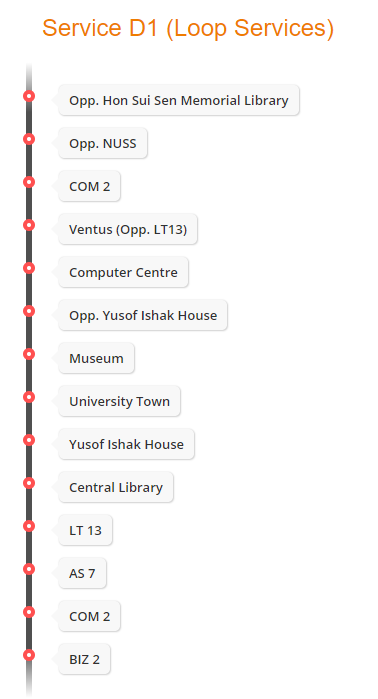 Service D1 (Loop Services)
Opp. Hon Sui Sen Memorial Library
Opp. NUSS
COM 2
Ventus (Opp. LT13)
Computer Centre
Opp. Yusof Ishak House
Museum
University Town
Yusof Ishak House
Central Library
LT 13
AS 7
COM 2
BIZ 2